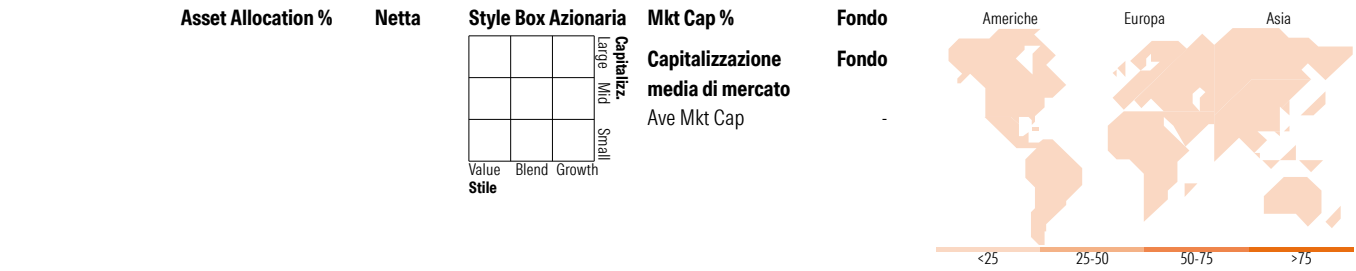 Asset Allocation % Netta
Style Box Azionaria
Capitalizz.
Large Mid Small
Value Blend Growth
Stile
Mkt Cap % Fondo
Capitalizzazione Fondo
media di mercato
Ave Mkt Cap -
Americhe Europa Asia
<25 25-50 50-75 >75